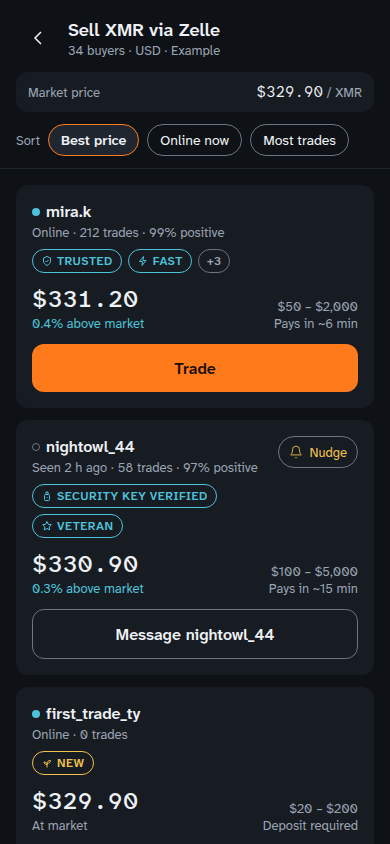 Sell XMR via Zelle
34 buyers · USD · Example
Market price
$329.90 / XMR
Sort
Best price
Online now
Most trades
mira.k
Online · 212 trades · 99% positive
TRUSTED
FAST
+3
$331.20
$50 – $2,000
0.4% above market
Pays in ~6 min
Trade
nightowl_44
Nudge
Seen 2 h ago · 58 trades · 97% positive
SECURITY KEY VERIFIED
VETERAN
$330.90
$100 – $5,000
0.3% above market
Pays in ~15 min
Message nightowl_44
first_trade_ty
Online · 0 trades
NEW
$329.90
$20 – $200
At market
Deposit required